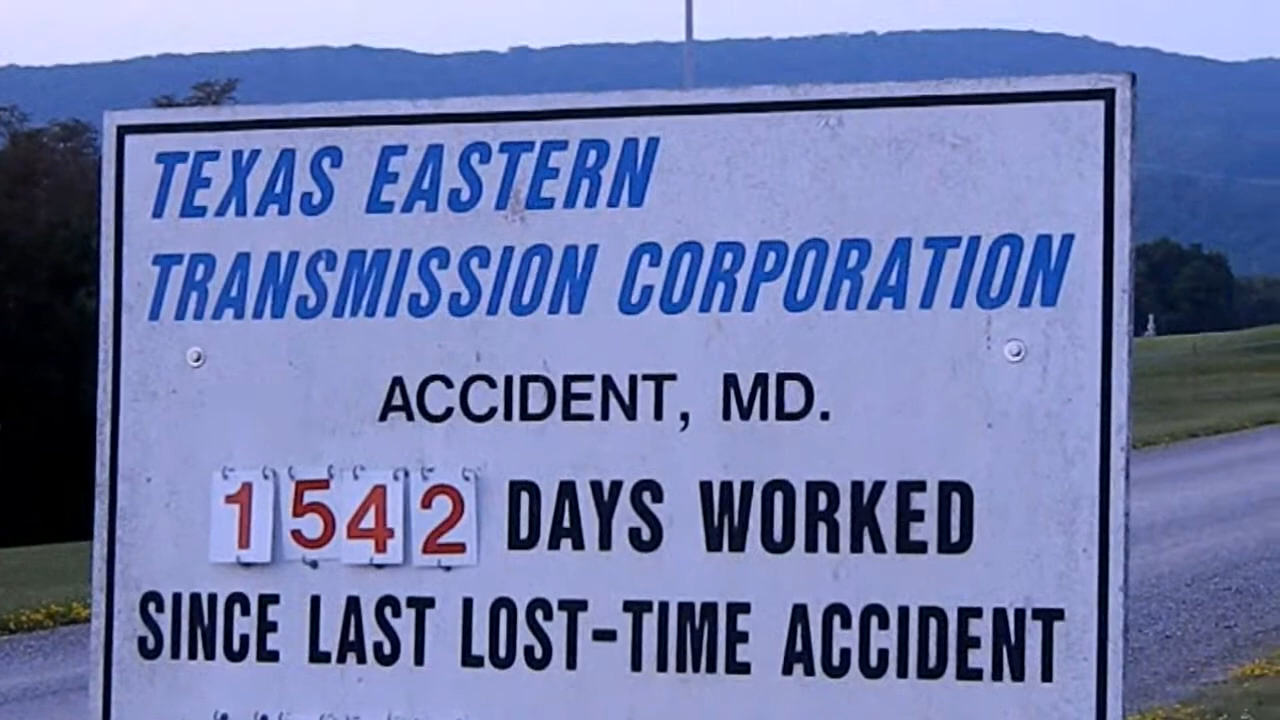 TEXAS EASTERN
TRANSMISSION CORPORATION
ACCIDENT, MD.
1542 DAYS WORKED
SINCE LAST LOST-TIME ACCIDENT